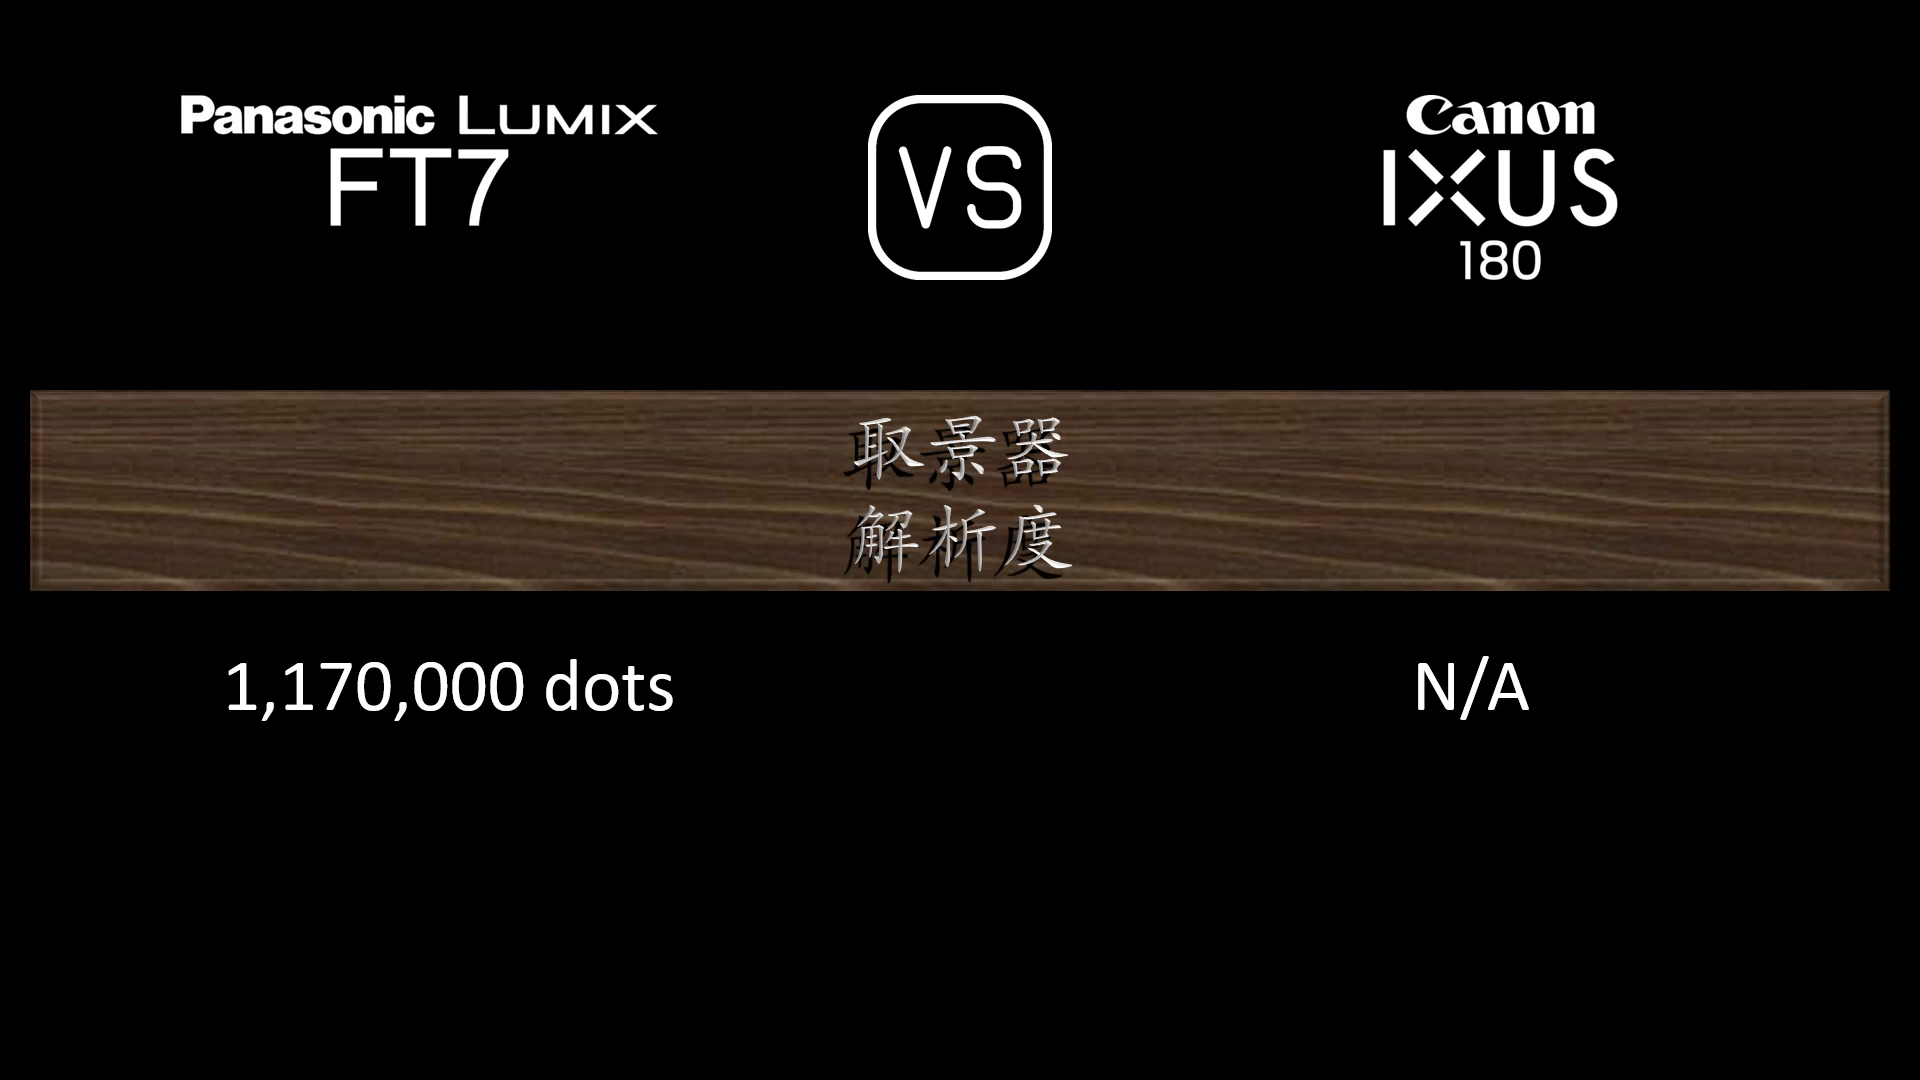 Panasonic LUMIX
FT7
VS
Canon
IXUS
180
取景器
解析度
1,170,000 dots
N/A